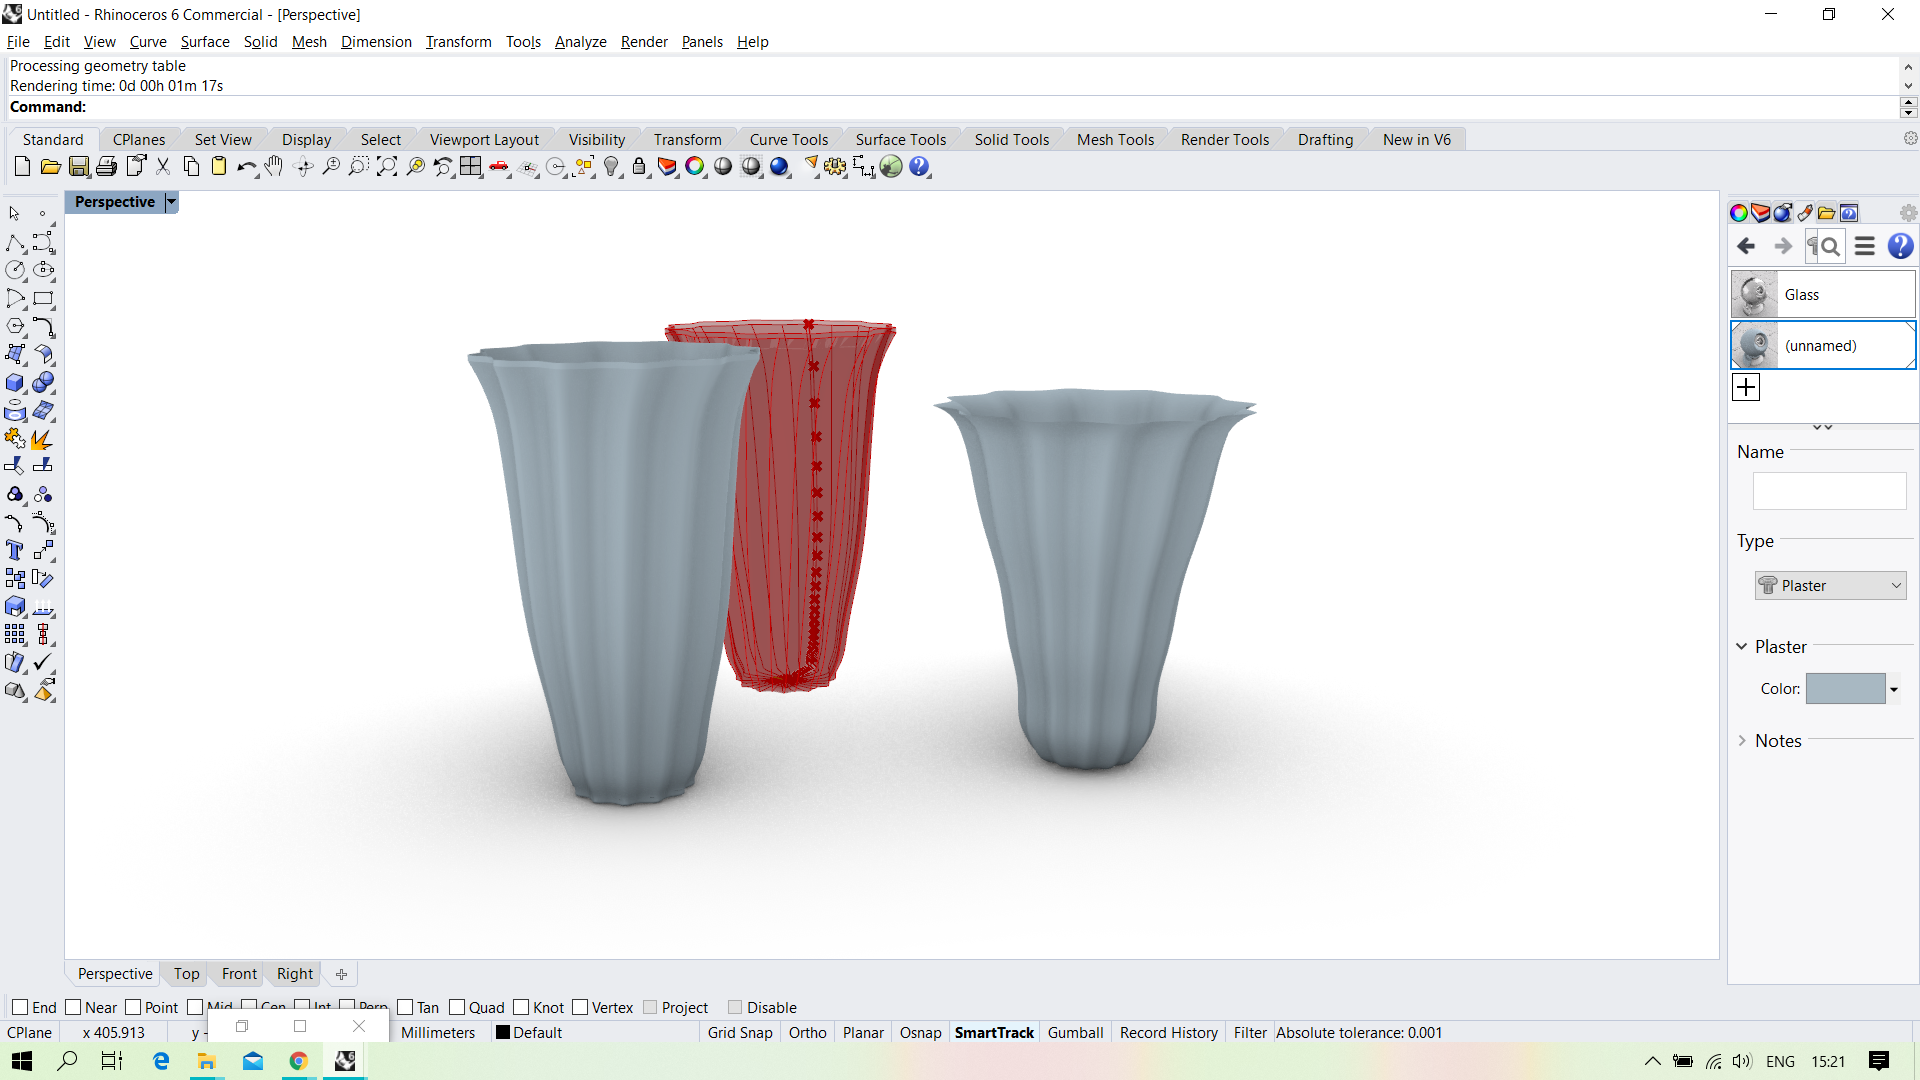 Untitled - Rhinoceros 6 Commercial - [Perspective]
File Edit View Curve Surface Solid Mesh Dimension Transform Tools Analyze Render Panels Help
Processing geometry table
Rendering time: 0d 00h 01m 17s
Command:
Standard CPlanes Set View Display Select Viewport Layout Visibility Transform Curve Tools Surface Tools Solid Tools Mesh Tools Render Tools Drafting New in V6
Perspective
Glass
(unnamed)
Name
Type
Plaster
Plaster
Color:
Notes
Perspective Top Front Right
End Near Point Mid Cen Int Perp Tan Quad Knot Vertex Project Disable
CPlane x 405.913 y - Millimeters Default Grid Snap Ortho Planar Osnap SmartTrack Gumball Record History Filter Absolute tolerance: 0.001
ENG 15:21